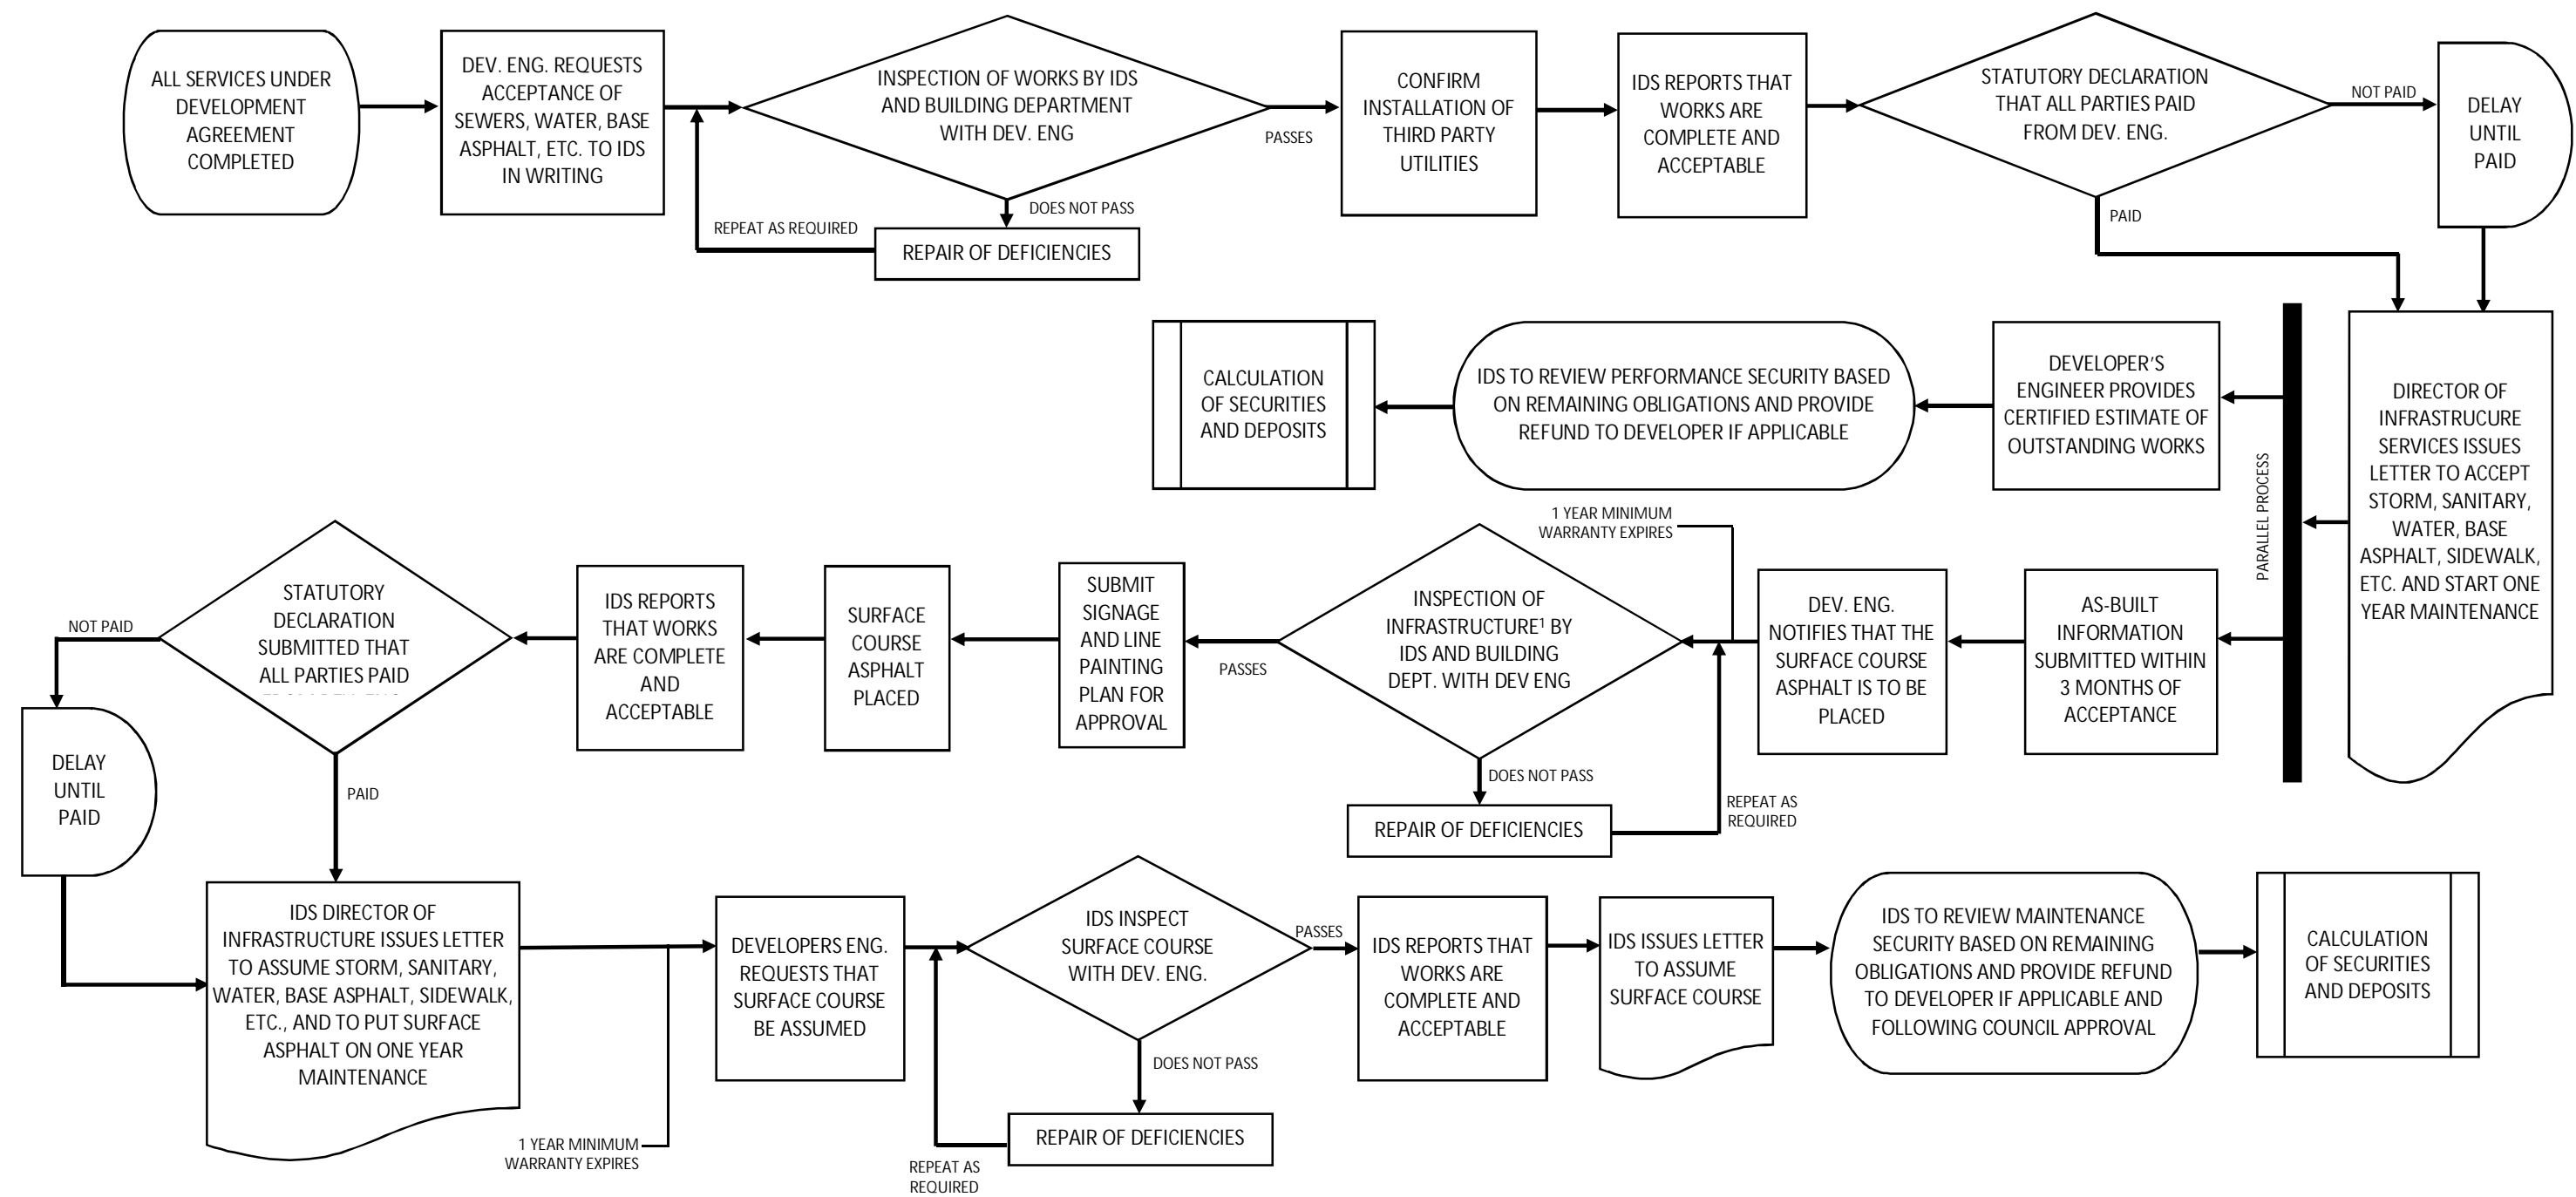 ALL SERVICES UNDER
DEVELOPMENT
AGREEMENT
COMPLETED
DEV. ENG. REQUESTS
ACCEPTANCE OF
SEWERS, WATER, BASE
ASPHALT, ETC. TO IDS
IN WRITING
INSPECTION OF WORKS BY IDS
AND BUILDING DEPARTMENT
WITH DEV. ENG
PASSES
DOES NOT PASS
REPEAT AS REQUIRED
REPAIR OF DEFICIENCIES
CONFIRM
INSTALLATION OF
THIRD PARTY
UTILITIES
IDS REPORTS THAT
WORKS ARE
COMPLETE AND
ACCEPTABLE
STATUTORY DECLARATION
THAT ALL PARTIES PAID
FROM DEV. ENG.
NOT PAID
PAID
DELAY
UNTIL
PAID
DIRECTOR OF
INFRASTRUCURE
SERVICES ISSUES
LETTER TO ACCEPT
STORM, SANITARY,
WATER, BASE
ASPHALT, SIDEWALK,
ETC. AND START ONE
YEAR MAINTENANCE
PARALLEL PROCESS
DEVELOPER'S
ENGINEER PROVIDES
CERTIFIED ESTIMATE OF
OUTSTANDING WORKS
IDS TO REVIEW PERFORMANCE SECURITY BASED
ON REMAINING OBLIGATIONS AND PROVIDE
REFUND TO DEVELOPER IF APPLICABLE
CALCULATION
OF SECURITIES
AND DEPOSITS
AS-BUILT
INFORMATION
SUBMITTED WITHIN
3 MONTHS OF
ACCEPTANCE
DEV. ENG.
NOTIFIES THAT THE
SURFACE COURSE
ASPHALT IS TO BE
PLACED
1 YEAR MINIMUM
WARRANTY EXPIRES
INSPECTION OF
INFRASTRUCTURE¹ BY
IDS AND BUILDING
DEPT. WITH DEV ENG
PASSES
DOES NOT PASS
REPAIR OF DEFICIENCIES
REPEAT AS
REQUIRED
SUBMIT
SIGNAGE
AND LINE
PAINTING
PLAN FOR
APPROVAL
SURFACE
COURSE
ASPHALT
PLACED
IDS REPORTS
THAT WORKS
ARE COMPLETE
AND
ACCEPTABLE
STATUTORY
DECLARATION
SUBMITTED THAT
ALL PARTIES PAID
NOT PAID
PAID
DELAY
UNTIL
PAID
IDS DIRECTOR OF
INFRASTRUCTURE ISSUES LETTER
TO ASSUME STORM, SANITARY,
WATER, BASE ASPHALT, SIDEWALK,
ETC., AND TO PUT SURFACE
ASPHALT ON ONE YEAR
MAINTENANCE
1 YEAR MINIMUM
WARRANTY EXPIRES
DEVELOPERS ENG.
REQUESTS THAT
SURFACE COURSE
BE ASSUMED
IDS INSPECT
SURFACE COURSE
WITH DEV. ENG.
PASSES
DOES NOT PASS
REPAIR OF DEFICIENCIES
REPEAT AS
REQUIRED
IDS REPORTS THAT
WORKS ARE
COMPLETE AND
ACCEPTABLE
IDS ISSUES LETTER
TO ASSUME
SURFACE COURSE
IDS TO REVIEW MAINTENANCE
SECURITY BASED ON REMAINING
OBLIGATIONS AND PROVIDE REFUND
TO DEVELOPER IF APPLICABLE AND
FOLLOWING COUNCIL APPROVAL
CALCULATION
OF SECURITIES
AND DEPOSITS